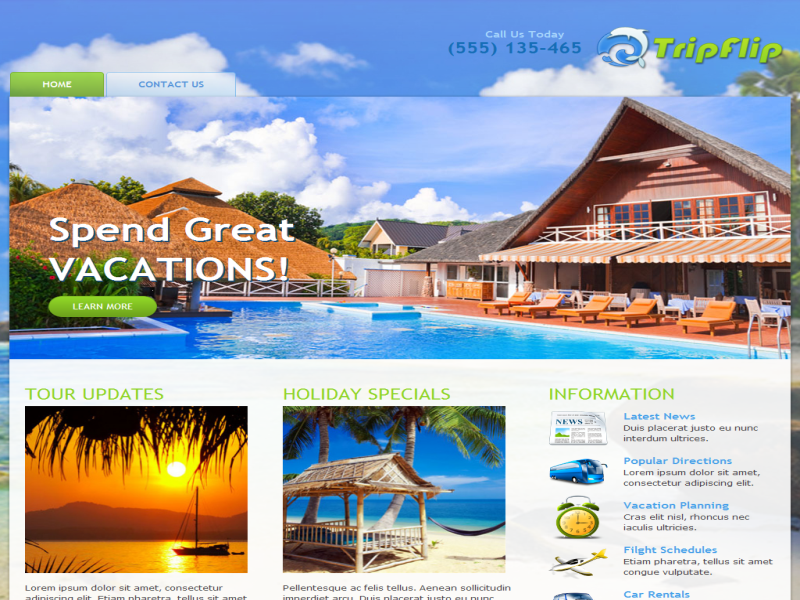 Call Us Today
(555) 135-465
TripFlip
HOME
CONTACT US
Spend Great
VACATIONS!
LEARN MORE
TOUR UPDATES
Lorem ipsum dolor sit amet, consectetur
adipiscing elit. Etiam pharetra, tellus sit amet
HOLIDAY SPECIALS
Pellentesque ac felis tellus. Aenean sollicitudin
imperdiet arcu. Duis placerat justo eu nunc
INFORMATION
NEWS
Latest News
Duis placerat justo eu nunc
interdum ultrices.
Popular Directions
Lorem ipsum dolor sit amet,
consectetur adipiscing elit.
Vacation Planning
Cras elit nisl, rhoncus nec
iaculis ultricies.
Flight Schedules
Etiam pharetra, tellus sit amet
congue vulputate.
Car Rentals